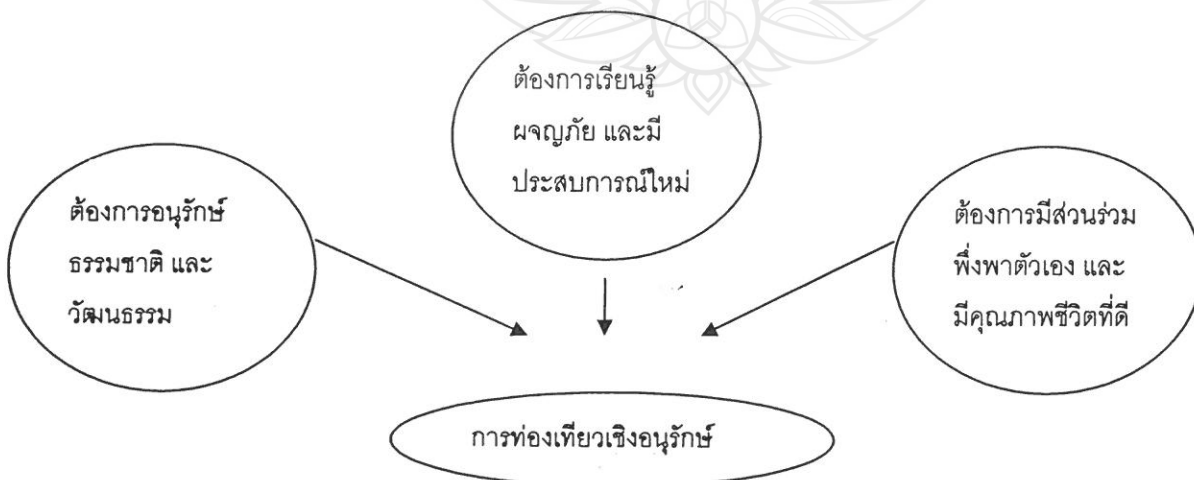 ต้องการเรียนรู้
ผจญภัย และมี
ประสบการณ์ใหม่
ต้องการอนุรักษ์
ธรรมชาติ และ
วัฒนธรรม
ต้องการมีส่วนร่วม
พึ่งพาตัวเอง และ
มีคุณภาพชีวิตที่ดี
การท่องเที่ยวเชิงอนุรักษ์